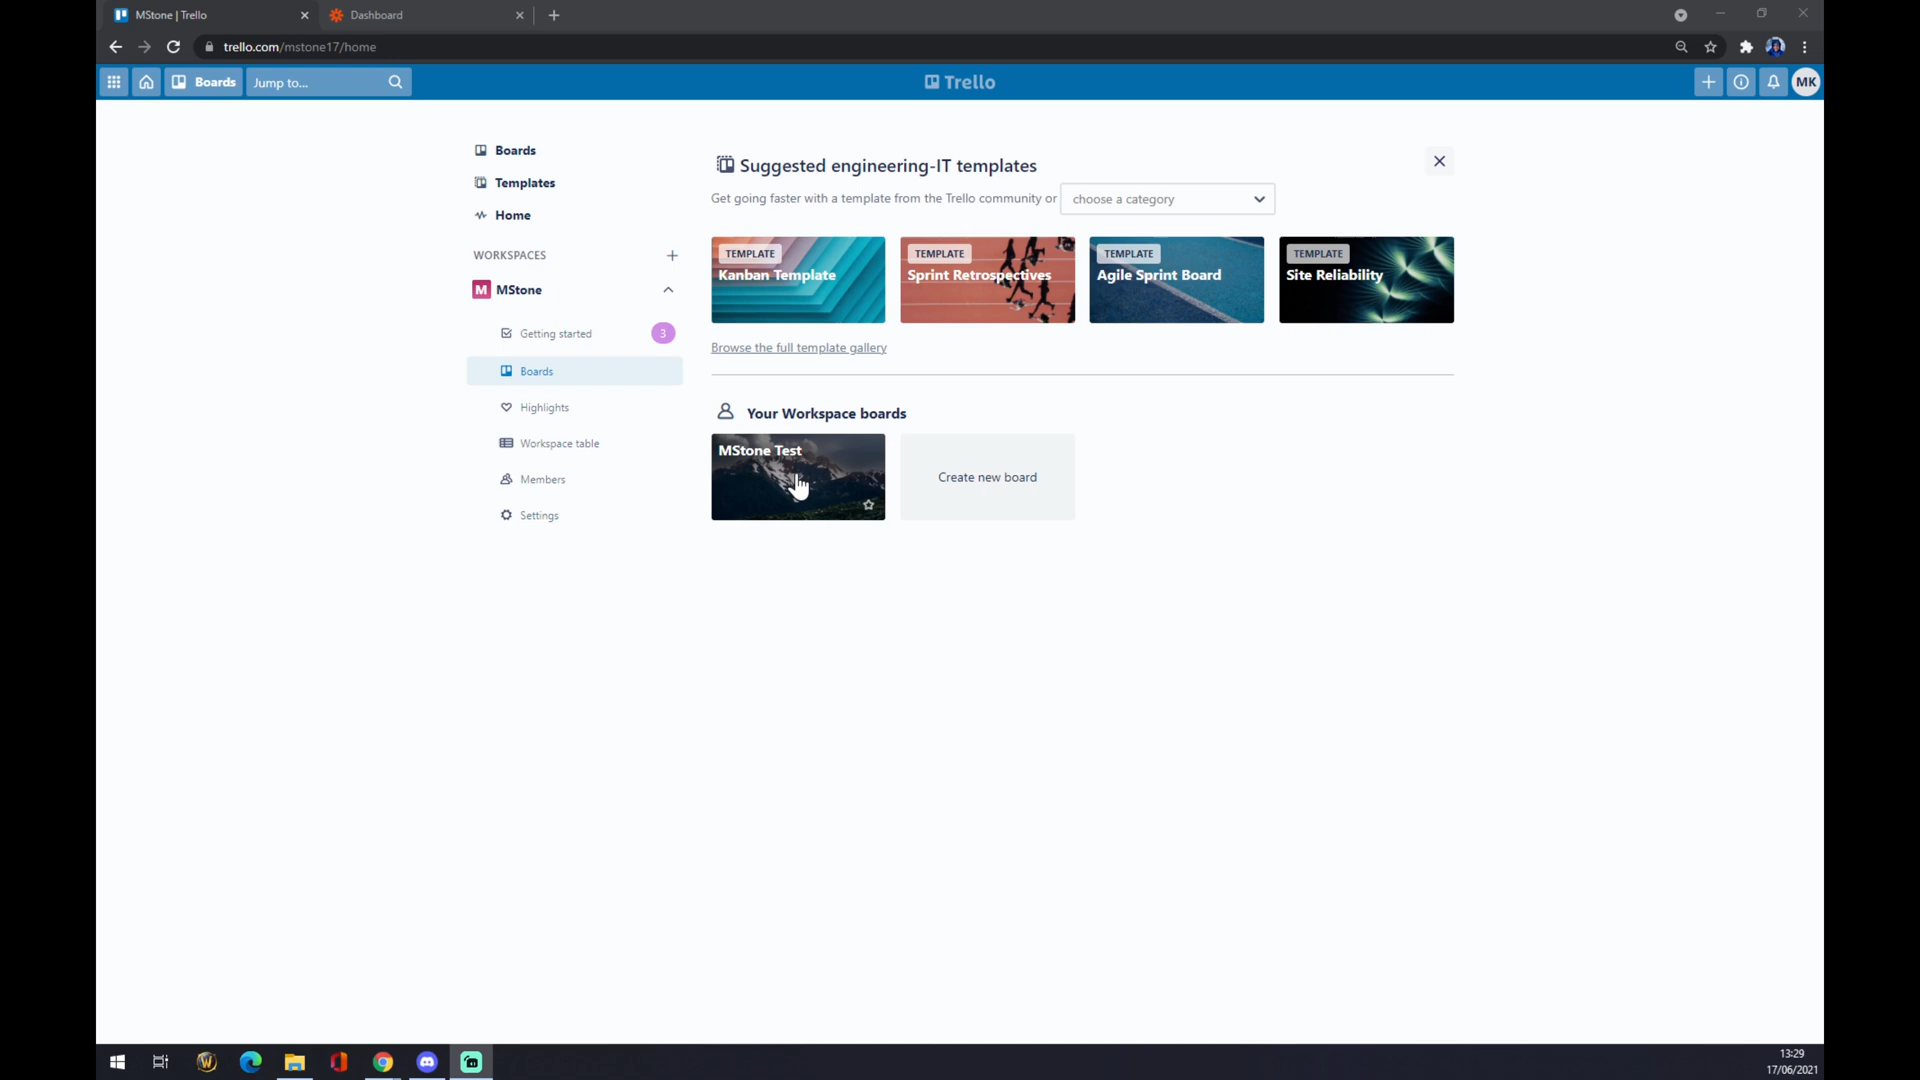 MStone | Trello
Dashboard
trello.com/mstone17/home
Boards
Jump to...
Trello
MK
Boards
Templates
Home
WORKSPACES
M MStone
Getting started
3
Boards
Highlights
Workspace table
Members
Settings
Suggested engineering-IT templates
Get going faster with a template from the Trello community or
choose a category
TEMPLATE
Kanban Template
TEMPLATE
Sprint Retrospectives
TEMPLATE
Agile Sprint Board
TEMPLATE
Site Reliability
Browse the full template gallery
Your Workspace boards
MStone Test
Create new board
W
13:29
17/06/2021